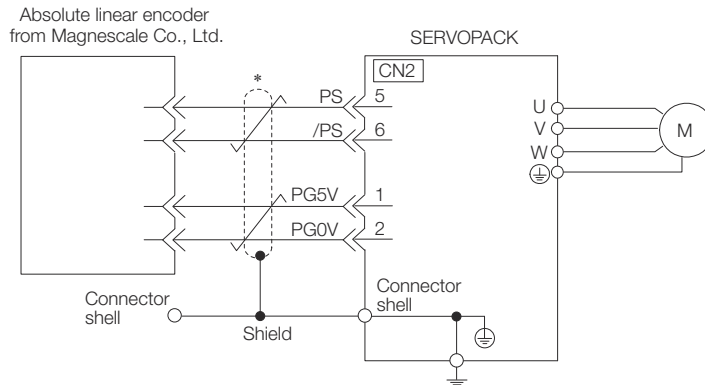 Absolute linear encoder
from Magnescale Co., Ltd.
SERVOPACK
CN2
*
PS 5
/PS 6
PG5V 1
PG0V 2
U
V
W
M
Connector
shell
Shield
Connector
shell